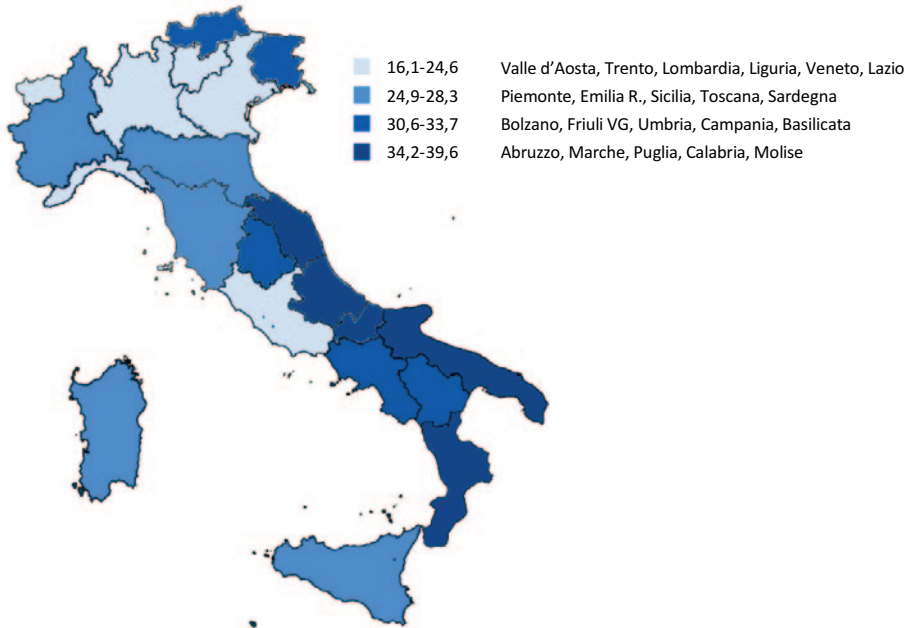 16,1-24,6 Valle d'Aosta, Trento, Lombardia, Liguria, Veneto, Lazio
24,9-28,3 Piemonte, Emilia R., Sicilia, Toscana, Sardegna
30,6-33,7 Bolzano, Friuli VG, Umbria, Campania, Basilicata
34,2-39,6 Abruzzo, Marche, Puglia, Calabria, Molise